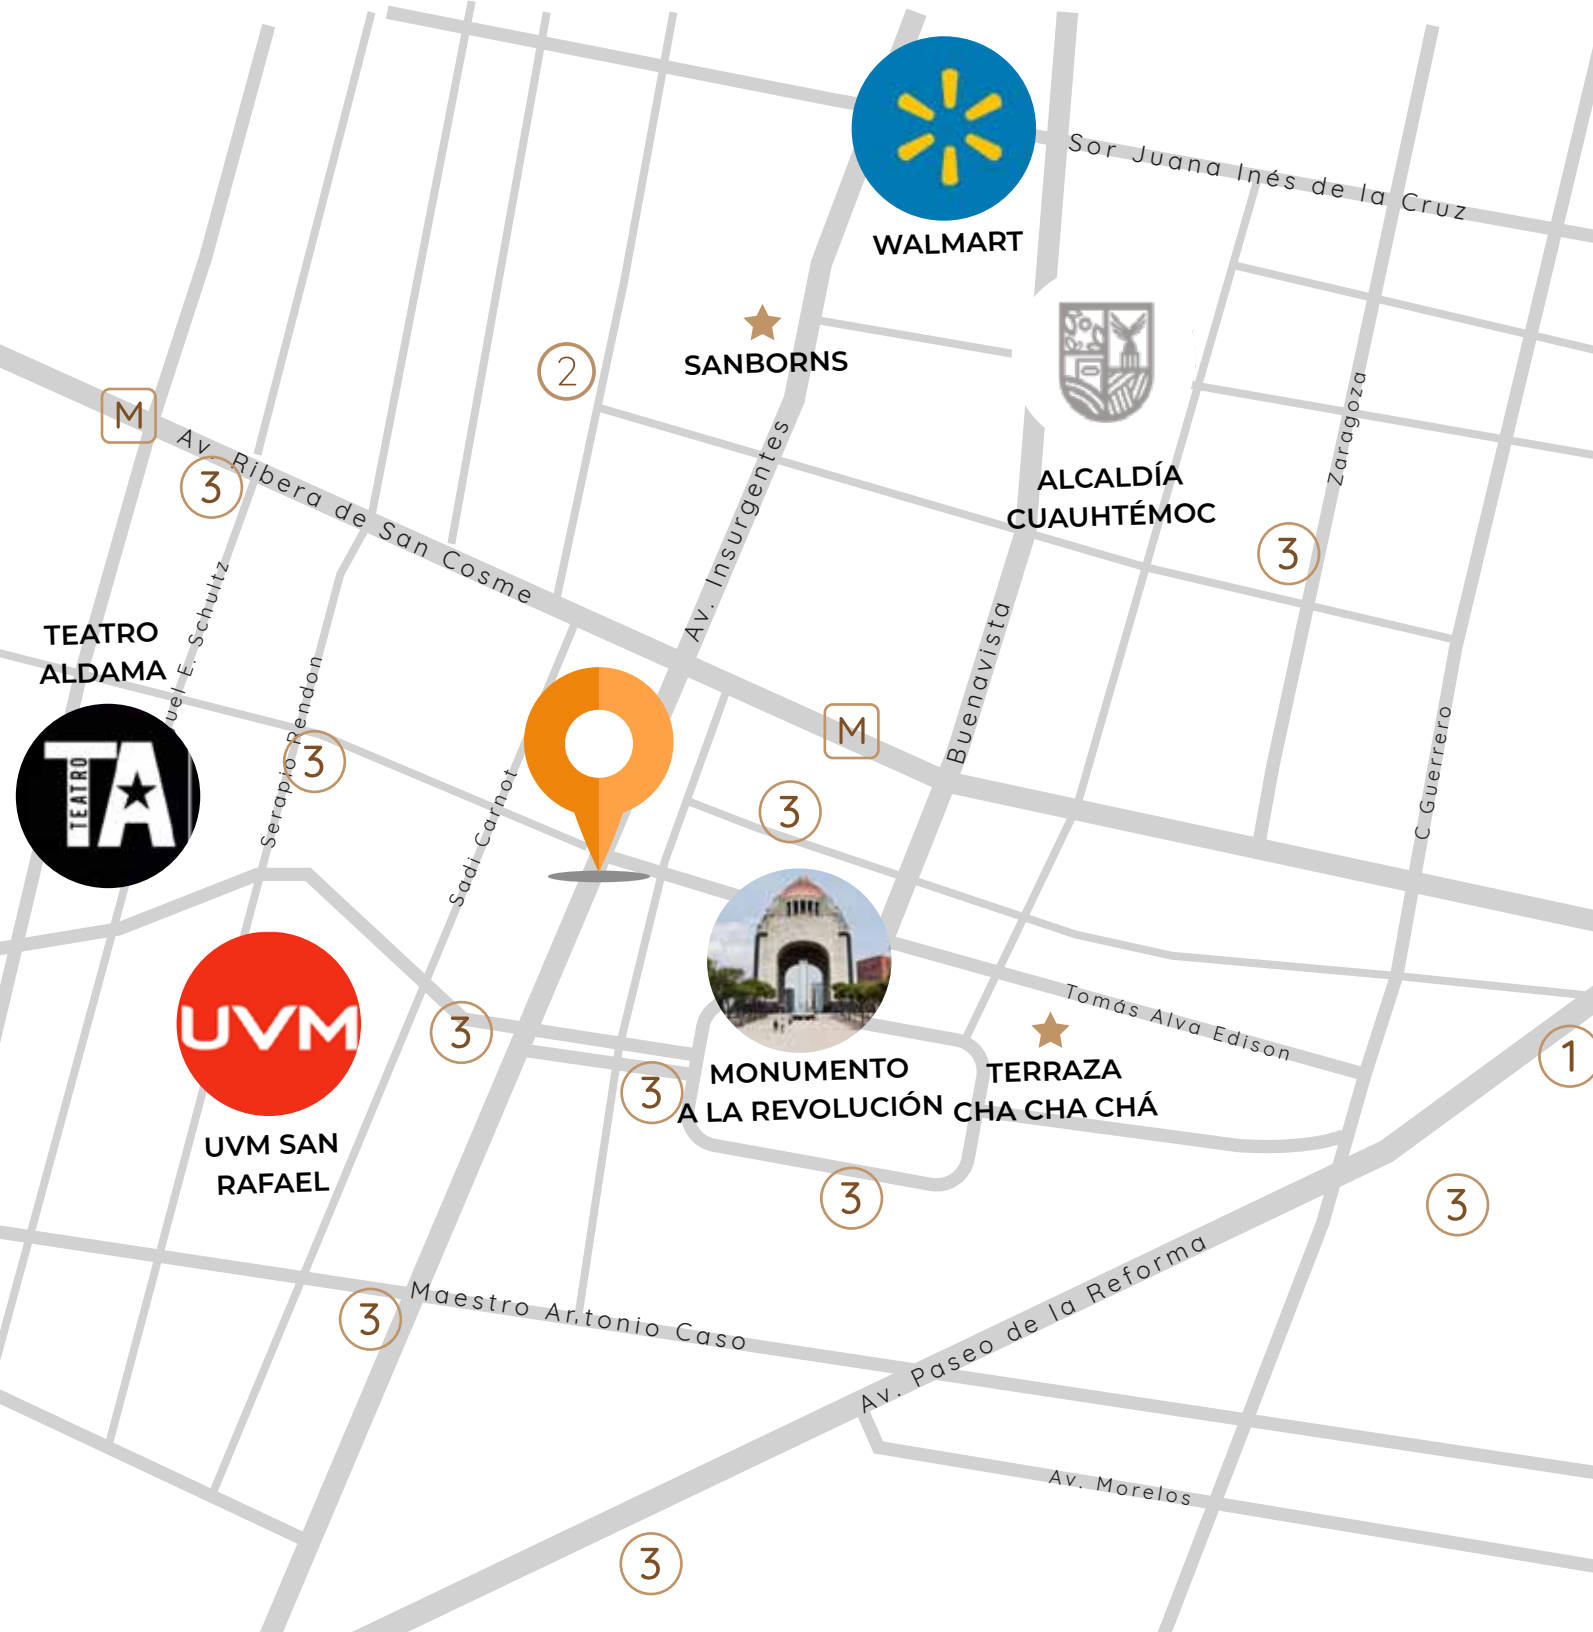 Sor Juana Inés de la Cruz
WALMART
SANBORNS
2
Zaragoza
M
Av. Ribera de San Cosme
3
Av. Insurgentes
ALCALDÍA
CUAUHTÉMOC
3
uel E. Schultz
TEATRO
ALDAMA
Buenavista
Serapio Rendon
3
M
C Guerrero
TEATRO
TA
Sadi Carnot
3
UVM
3
Tomás Alva Edison
1
3
MONUMENTO
A LA REVOLUCIÓN
TERRAZA
CHA CHA CHÁ
UVM SAN
RAFAEL
3
3
Maestro Antonio Caso
3
Av. Paseo de la Reforma
Av. Morelos
3